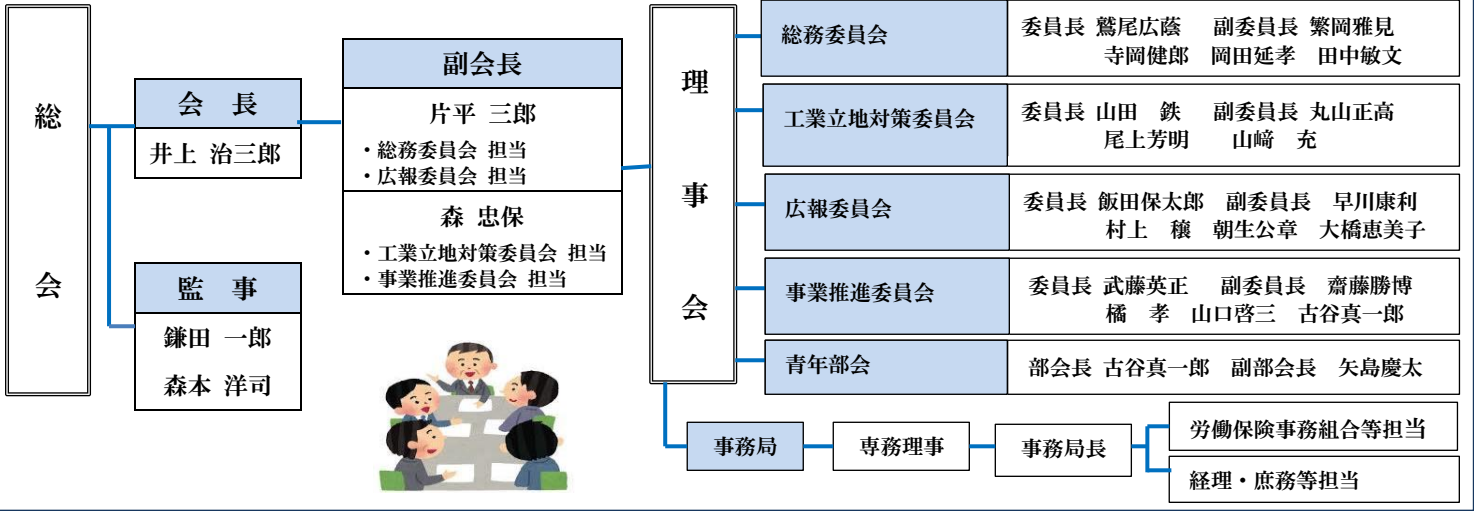 総会
会 長
井上 治三郎
監 事
鎌田 一郎
森本 洋司
副会長
片平 三郎
・総務委員会 担当
・広報委員会 担当
森 忠保
・工業立地対策委員会 担当
・事業推進委員会 担当
理事会
総務委員会
委員長 鷲尾広蔭 副委員長 繁岡雅見
寺岡健郎 岡田延孝 田中敏文
工業立地対策委員会
委員長 山田 鉄 副委員長 丸山正高
尾上芳明 山﨑 充
広報委員会
委員長 飯田保太郎 副委員長 早川康利
村上 穣 朝生公章 大橋恵美子
事業推進委員会
委員長 武藤英正 副委員長 齋藤勝博
橘 孝 山口啓三 古谷真一郎
青年部会
部会長 古谷真一郎 副部会長 矢島慶太
事務局
専務理事
事務局長
労働保険事務組合等担当
経理・庶務等担当